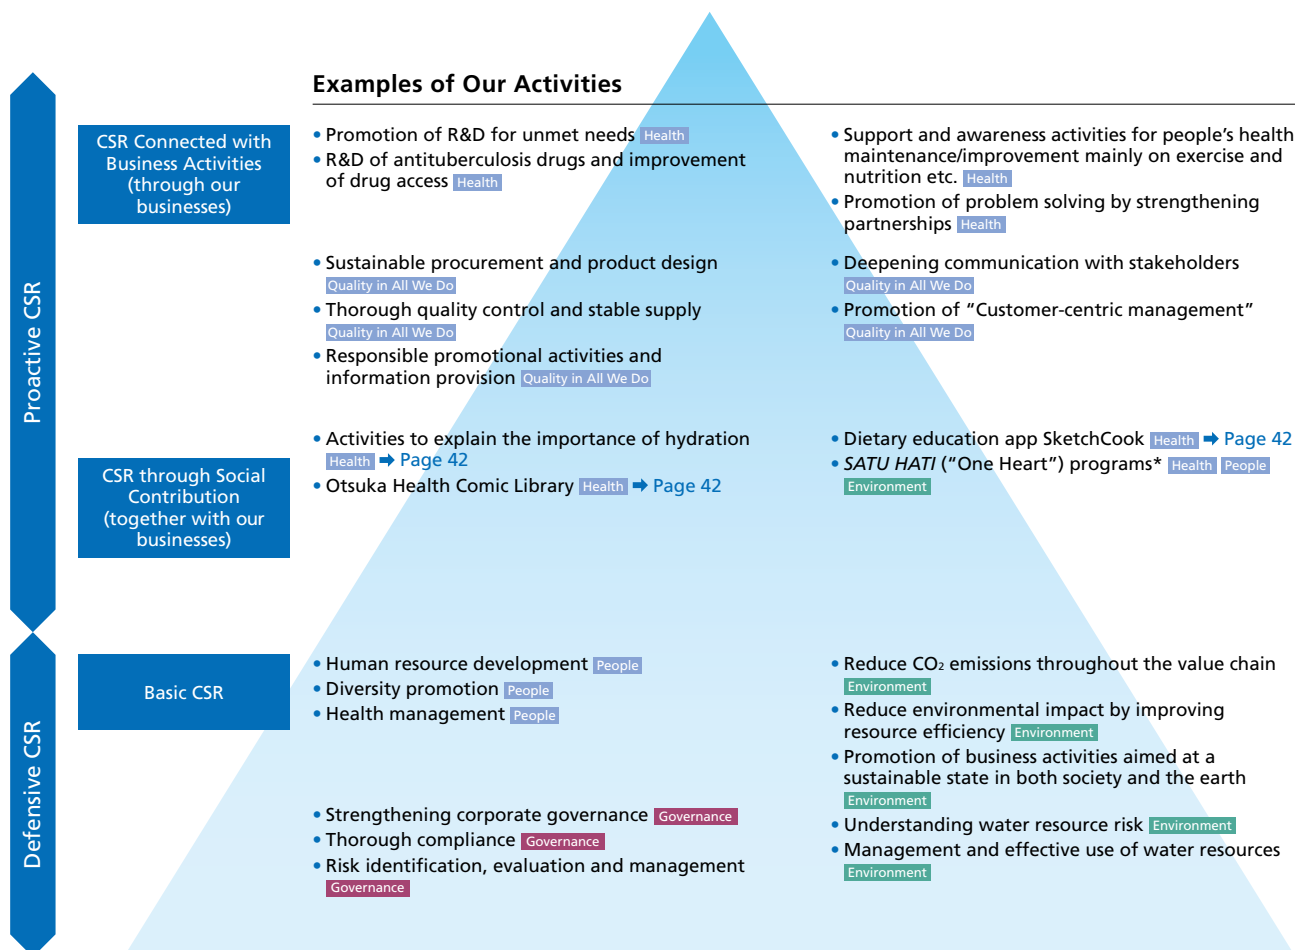 Examples of Our Activities
Proactive CSR
CSR Connected with
Business Activities
(through our
businesses)
• Promotion of R&D for unmet needs Health
• R&D of antituberculosis drugs and improvement
of drug access Health
• Support and awareness activities for people's health
maintenance/improvement mainly on exercise and
nutrition etc. Health
• Promotion of problem solving by strengthening
partnerships Health
• Sustainable procurement and product design
Quality in All We Do
• Thorough quality control and stable supply
Quality in All We Do
• Responsible promotional activities and
information provision Quality in All We Do
• Deepening communication with stakeholders
Quality in All We Do
• Promotion of “Customer-centric management”
Quality in All We Do
CSR through Social
Contribution
(together with our
businesses)
• Activities to explain the importance of hydration
Health ➡ Page 42
• Otsuka Health Comic Library Health ➡ Page 42
• Dietary education app SketchCook Health ➡ Page 42
• SATU HATI (“One Heart”) programs* Health People
Environment
Defensive CSR
Basic CSR
• Human resource development People
• Diversity promotion People
• Health management People
• Strengthening corporate governance Governance
• Thorough compliance Governance
• Risk identification, evaluation and management
Governance
• Reduce CO₂ emissions throughout the value chain
Environment
• Reduce environmental impact by improving
resource efficiency Environment
• Promotion of business activities aimed at a
sustainable state in both society and the earth
Environment
• Understanding water resource risk Environment
• Management and effective use of water resources
Environment